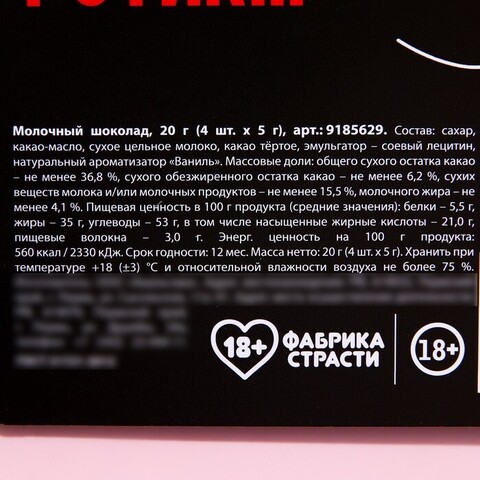 Молочный шоколад, 20 г (4 шт. х 5 г), арт.: 9185629. Состав: сахар,
какао-масло, сухое цельное молоко, какао тёртое, эмульгатор – соевый лецитин,
натуральный ароматизатор «Ваниль». Массовые доли: общего сухого остатка какао
– не менее 36,8 %, сухого обезжиренного остатка какао – не менее 6,2 %, сухих
веществ молока и/или молочных продуктов – не менее 15,5 %, молочного жира – не
менее 4,1 %. Пищевая ценность в 100 г продукта (средние значения): белки – 5,5 г,
жиры – 35 г, углеводы – 53 г, в том числе насыщенные жирные кислоты – 21,0 г,
пищевые волокна – 3,0 г. Энерг. ценность на 100 г продукта:
560 ккал / 2330 кДж. Срок годности: 12 мес. Масса нетто: 20 г (4 шт. х 5 г). Хранить при
температуре +18 (±3) °С и относительной влажности воздуха не более 75 %.
18+ ФАБРИКА
СТРАСТИ
18+